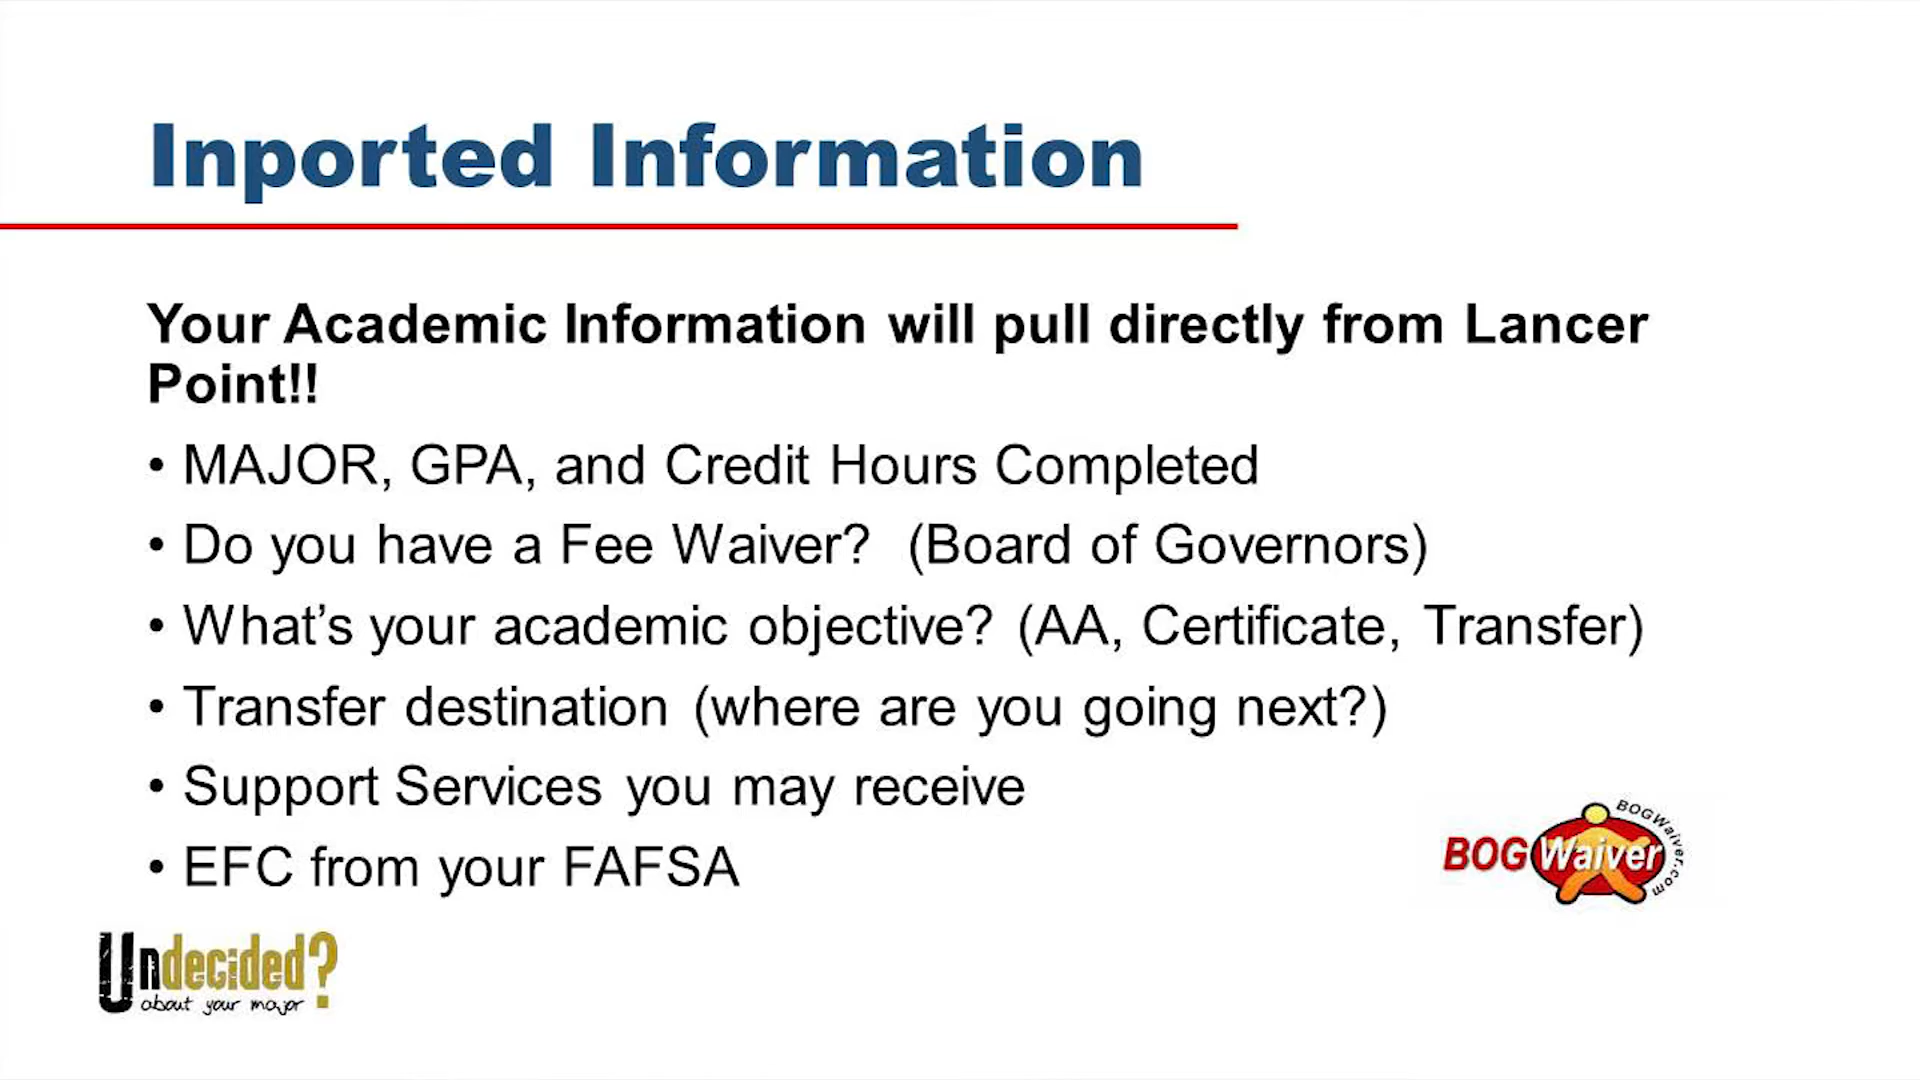 Inported Information
Your Academic Information will pull directly from Lancer
Point!!
• MAJOR, GPA, and Credit Hours Completed
• Do you have a Fee Waiver? (Board of Governors)
• What’s your academic objective? (AA, Certificate, Transfer)
• Transfer destination (where are you going next?)
• Support Services you may receive
• EFC from your FAFSA
BOG Waiver
BOGWaiver.com
Undecided?
about your major